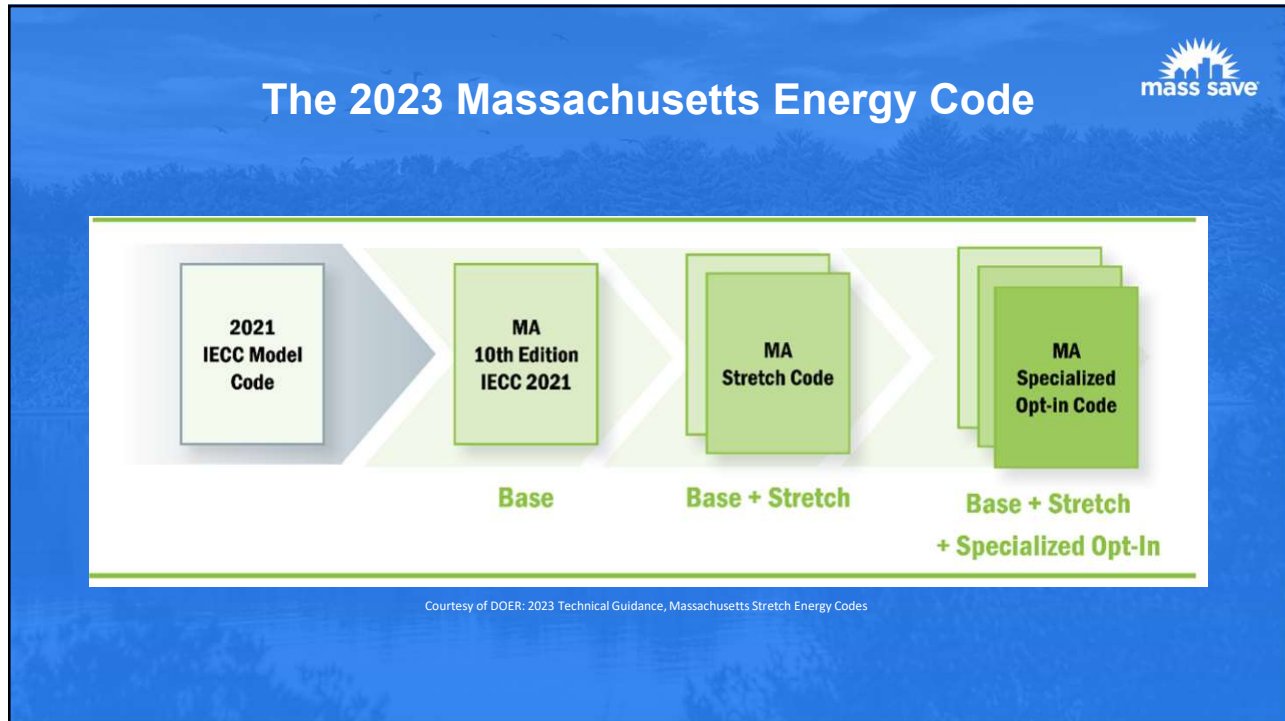 The 2023 Massachusetts Energy Code
mass save
2021
IECC Model
Code
MA
10th Edition
IECC 2021
MA
Stretch Code
MA
Specialized
Opt-in Code
Base
Base + Stretch
Base + Stretch
+ Specialized Opt-In
Courtesy of DOER: 2023 Technical Guidance, Massachusetts Stretch Energy Codes